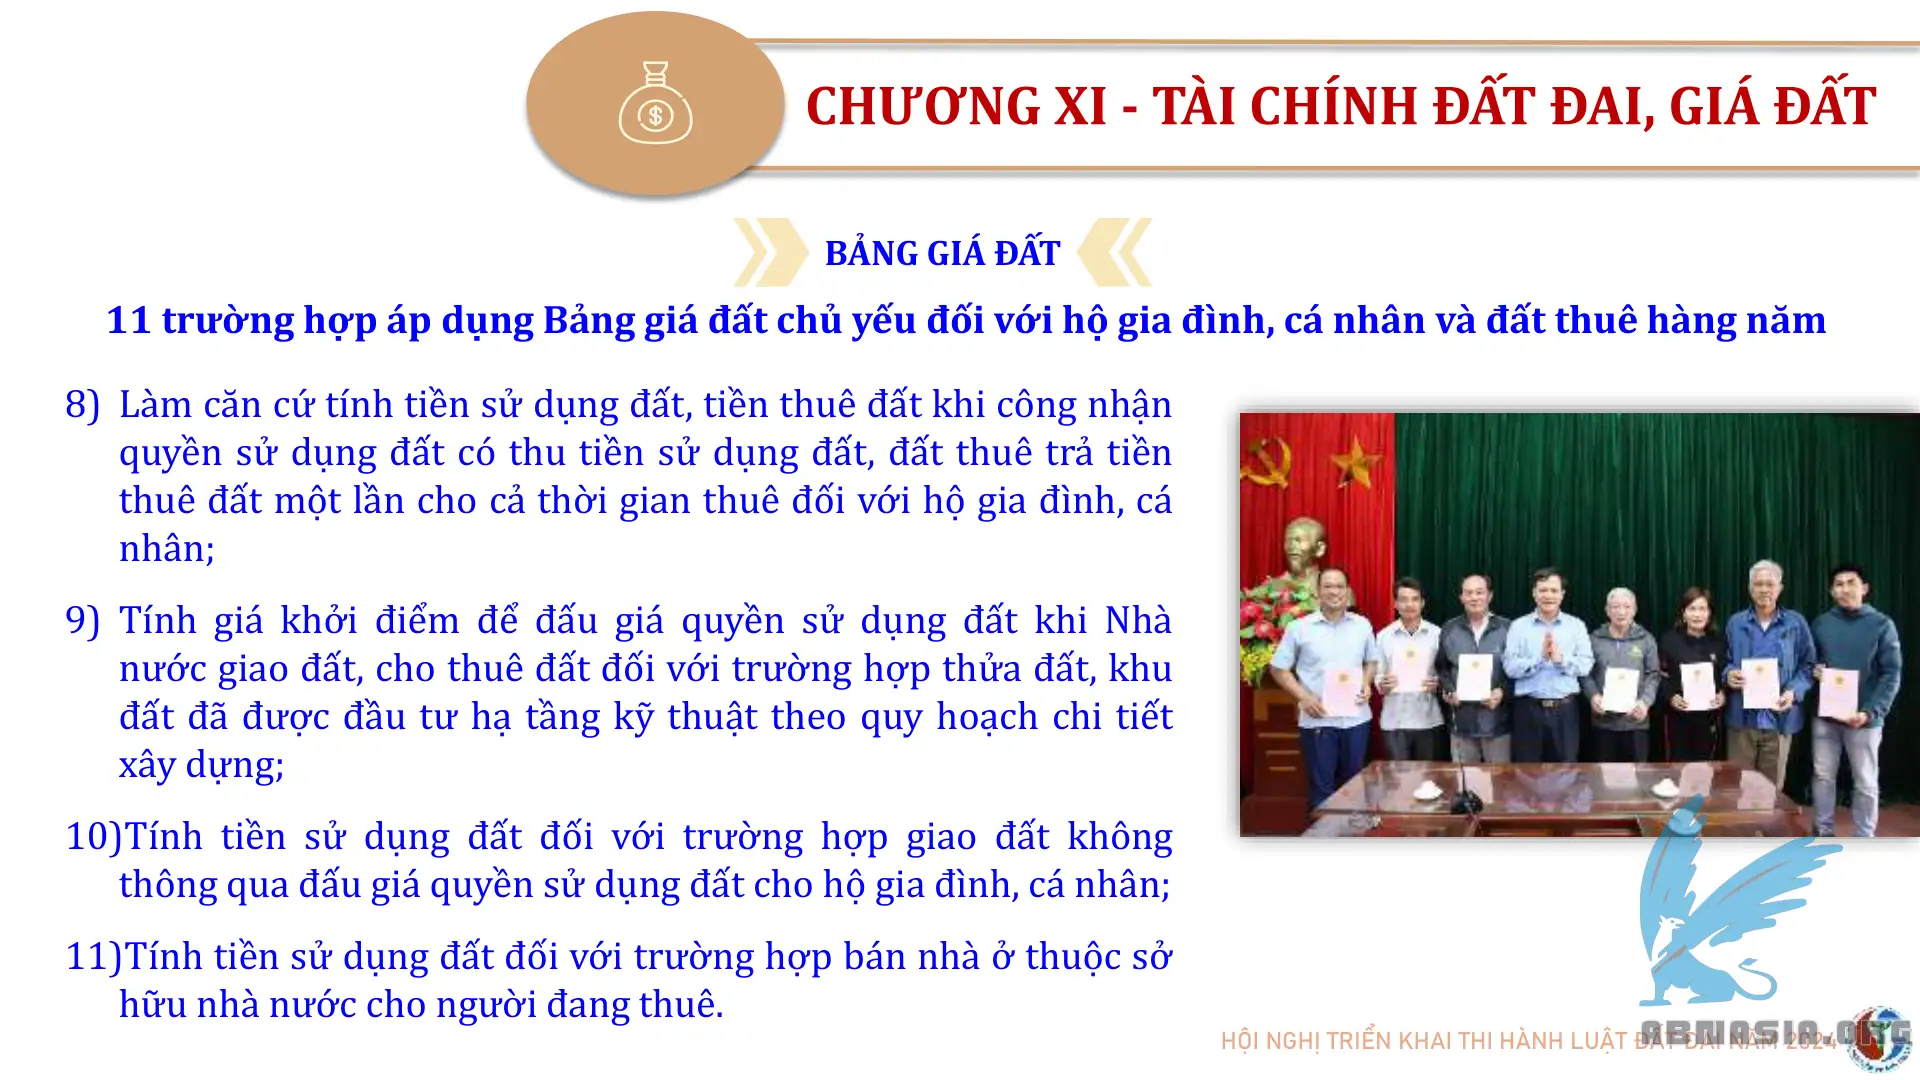 CHƯƠNG XI - TÀI CHÍNH ĐẤT ĐAI, GIÁ ĐẤT
BẢNG GIÁ ĐẤT
11 trường hợp áp dụng Bảng giá đất chủ yếu đối với hộ gia đình, cá nhân và đất thuê hàng năm
8) Làm căn cứ tính tiền sử dụng đất, tiền thuê đất khi công nhận
quyền sử dụng đất có thu tiền sử dụng đất, đất thuê trả tiền
thuê đất một lần cho cả thời gian thuê đối với hộ gia đình, cá
nhân;
9) Tính giá khởi điểm để đấu giá quyền sử dụng đất khi Nhà
nước giao đất, cho thuê đất đối với trường hợp thửa đất, khu
đất đã được đầu tư hạ tầng kỹ thuật theo quy hoạch chi tiết
xây dựng;
10)Tính tiền sử dụng đất đối với trường hợp giao đất không
thông qua đấu giá quyền sử dụng đất cho hộ gia đình, cá nhân;
11)Tính tiền sử dụng đất đối với trường hợp bán nhà ở thuộc sở
hữu nhà nước cho người đang thuê.
HỘI NGHỊ TRIỂN KHAI THI HÀNH LUẬT ĐẤT ĐAI NĂM 2024
ABMASIA.ORG